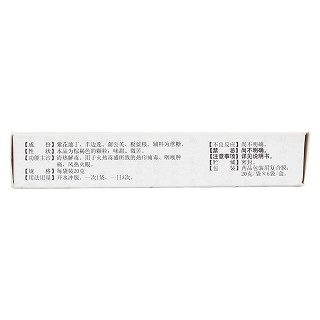 【成 份】紫花地丁、半边莲、蒲公英、板蓝根。辅料为蔗糖。
【性 状】本品为棕褐色的颗粒；味甜、微苦。
【功能主治】清热解毒。用于火热毒盛所致的热疖痈毒、咽喉肿
痛、风热火眼。
【规 格】每袋装20克
【用法用量】开水冲服。一次1袋，一日3次。
【不良反应】尚不明确。
【禁 忌】尚不明确。
【注意事项】详见说明书。
【贮 藏】密封。
【包 装】药品包装用复合膜；
20克/袋×6袋/盒。